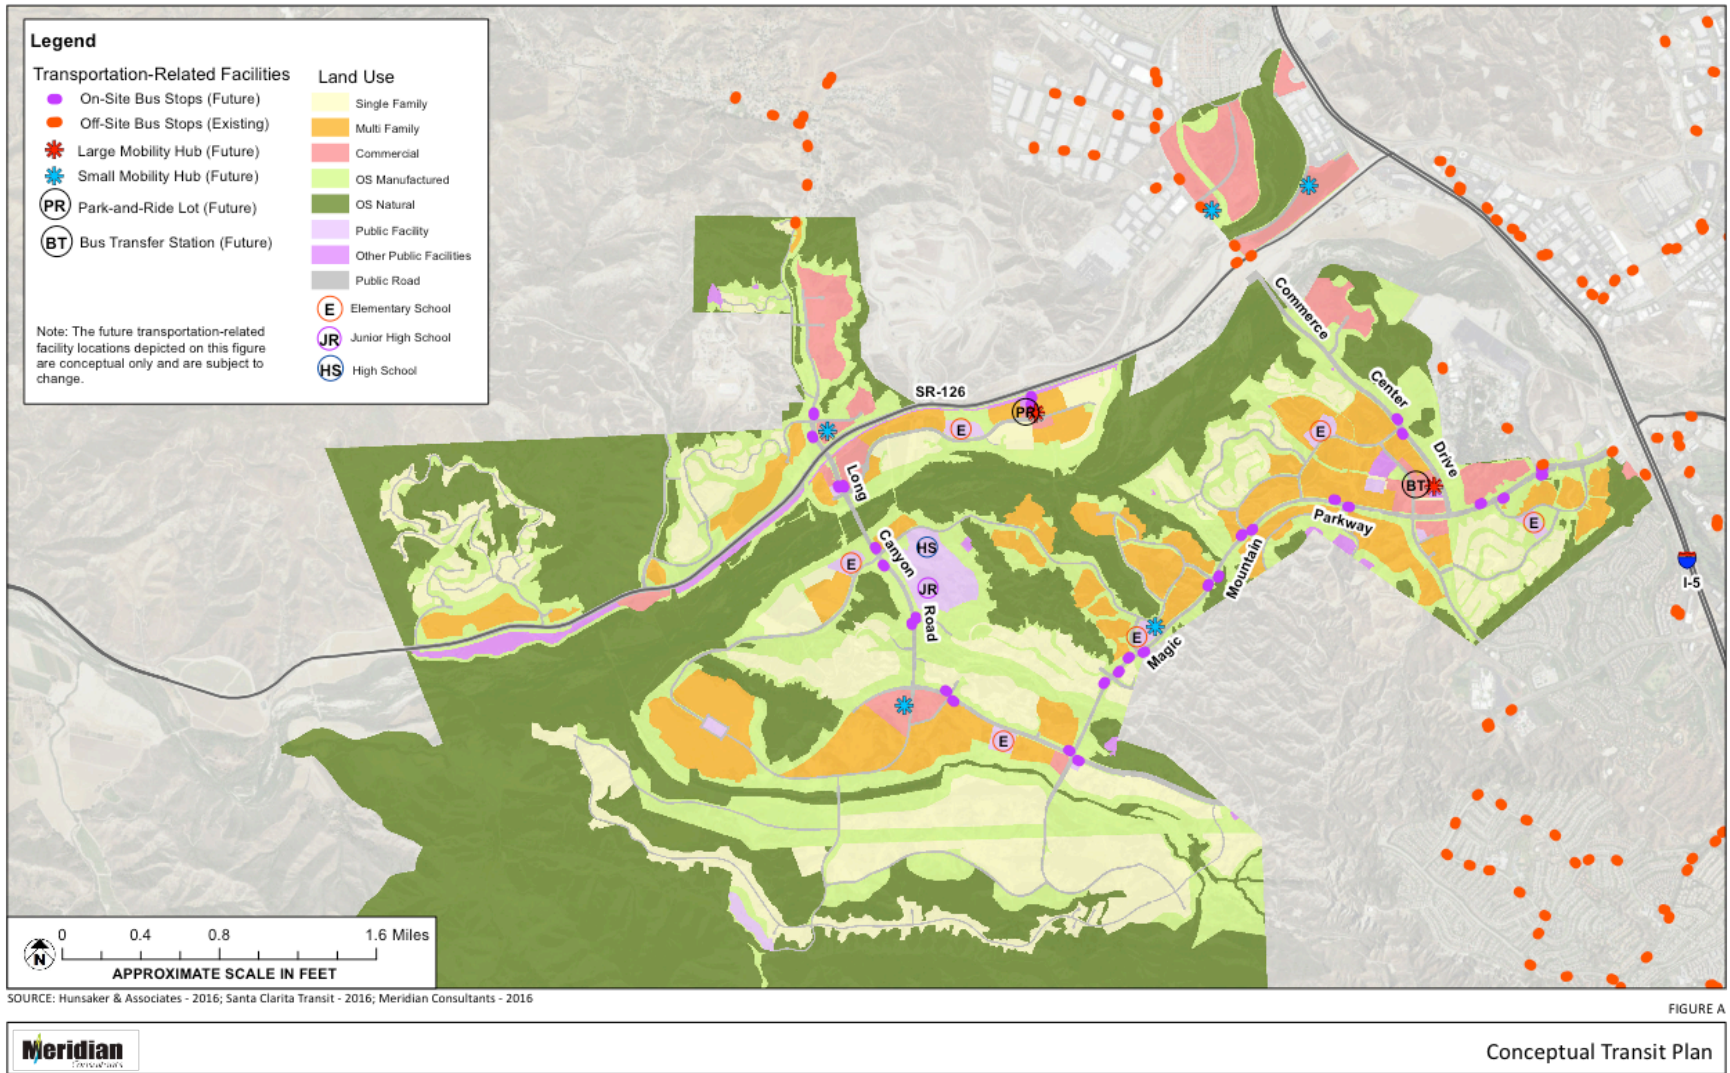 Legend
Transportation-Related Facilities
On-Site Bus Stops (Future)
Off-Site Bus Stops (Existing)
Large Mobility Hub (Future)
Small Mobility Hub (Future)
PR Park-and-Ride Lot (Future)
BT Bus Transfer Station (Future)
Land Use
Single Family
Multi Family
Commercial
OS Manufactured
OS Natural
Public Facility
Other Public Facilities
Public Road
E Elementary School
JR Junior High School
HS High School
Note: The future transportation-related
facility locations depicted on this figure
are conceptual only and are subject to
change.
Commerce
Center
Drive
SR-126
PR
E
E
BT
E
Long
Canyon
Road
HS
JR
E
Parkway
Mountain
Magic
E
E
I-5
0 0.4 0.8 1.6 Miles
N
APPROXIMATE SCALE IN FEET
SOURCE: Hunsaker & Associates - 2016; Santa Clarita Transit - 2016; Meridian Consultants - 2016
FIGURE A
Meridian
Consultants
Conceptual Transit Plan